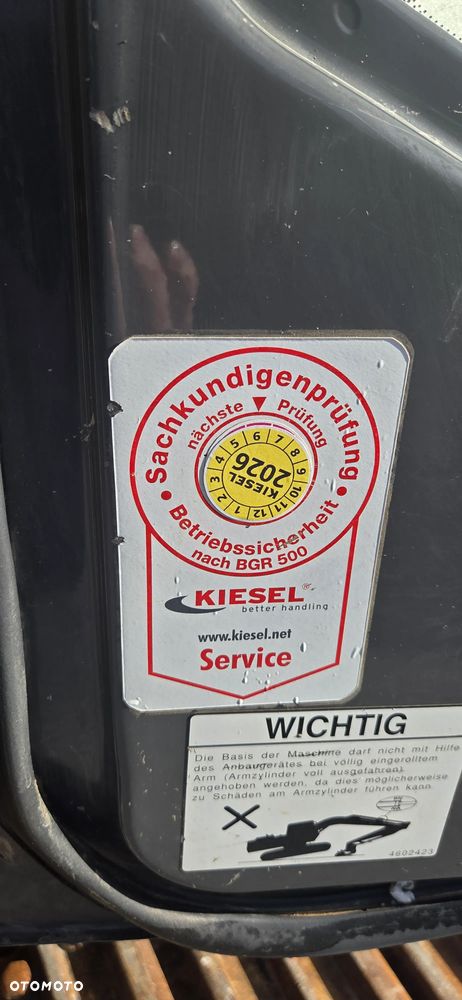 Sachkundigenprüfung
nächste Prüfung
1 2 3 4 5 6 7 8 9 10 11 12
KIESEL
2026
• Betriebssicherheit •
nach BGR 500
KIESEL®
better handling
www.kiesel.net
Service
WICHTIG
Die Basis der Maschine darf nicht mit Hilfe
des Anbaugerätes bei völlig eingerolltem
Arm (Armzylinder voll ausgefahren)
angehoben werden, da dies möglicherweise
zu Schäden am Armzylinder führen kann.
4602423
OTOMOTO